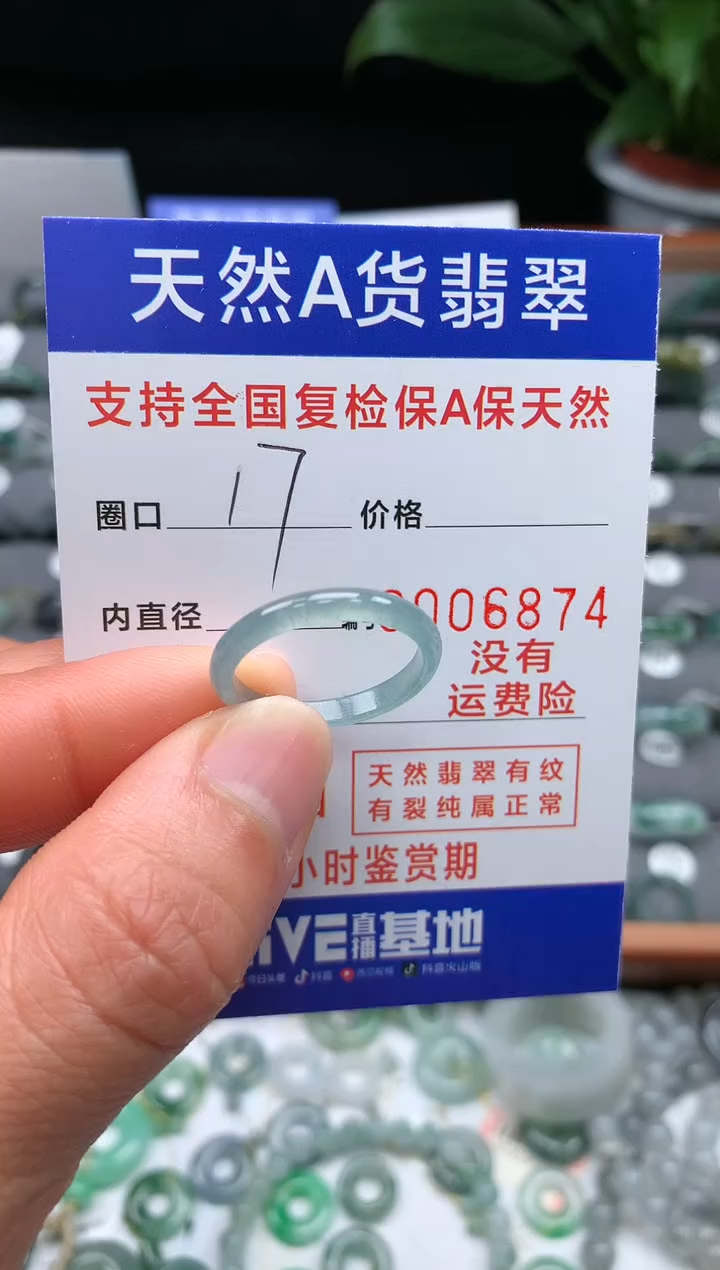 天然A货翡翠
支持全国复检保A保天然
圈口 17 价格
内直径 006874
没有
运费险
天然翡翠有纹
有裂纯属正常
小时鉴赏期
IVE直播基地
今日头条 抖音 抖音火山版